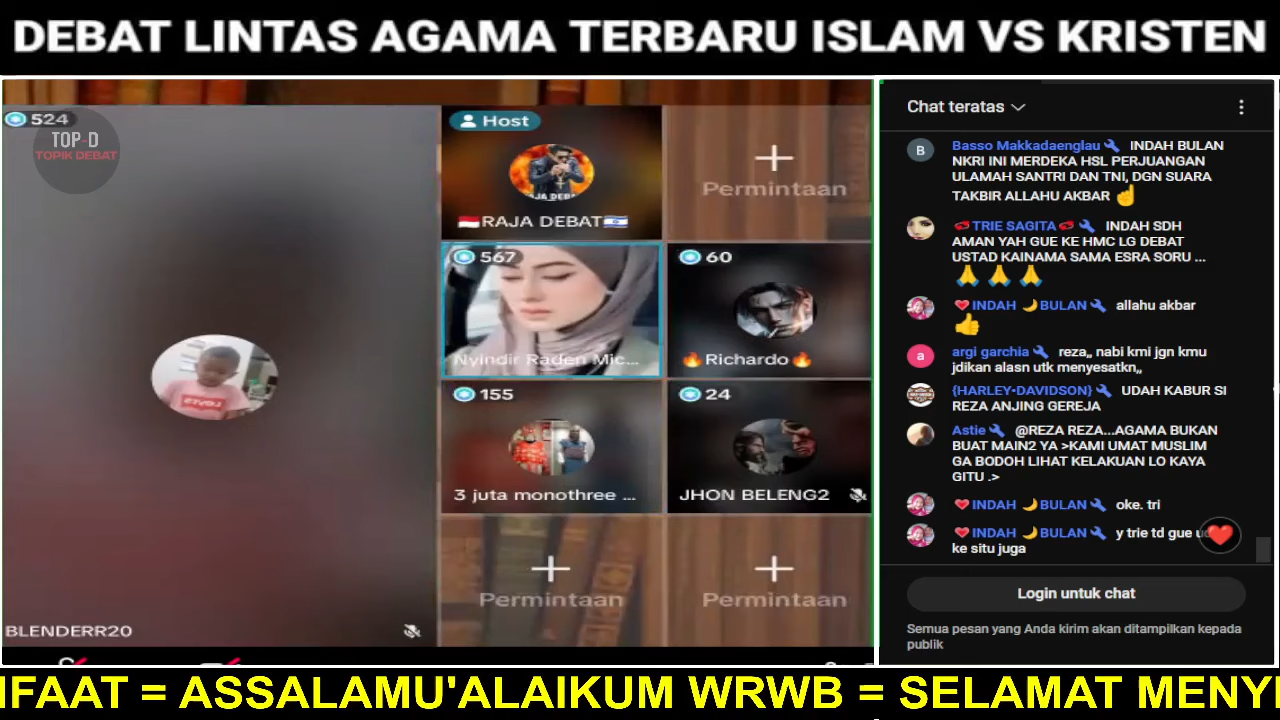 DEBAT LINTAS AGAMA TERBARU ISLAM VS KRISTEN
524
TOP-D
TOPIK DEBAT
BLENDERR20
Host
RAJA DEBAT
Permintaan
567
Nyindir Raden Mic...
60
🔥Richardo🔥
155
3 juta monothree ...
24
JHON BELENG2
Permintaan
Permintaan
Chat teratas
B
Basso Makkadaenglau INDAH BULAN
NKRI INI MERDEKA HSL PERJUANGAN
ULAMAH SANTRI DAN TNI, DGN SUARA
TAKBIR ALLAHU AKBAR ☝
TRIE SAGITA INDAH SDH
AMAN YAH GUE KE HMC LG DEBAT
USTAD KAINAMA SAMA ESRA SORU ...
🙏🙏🙏
❤INDAH 🌙BULAN allahu akbar
👍
a
argi garchia reza,, nabi kmi jgn kmu
jdikan alasn utk menyesatkn,,
{HARLEY•DAVIDSON} UDAH KABUR SI
REZA ANJING GEREJA
Astie @REZA REZA...AGAMA BUKAN
BUAT MAIN2 YA >KAMI UMAT MUSLIM
GA BODOH LIHAT KELAKUAN LO KAYA
GITU .>
❤INDAH 🌙BULAN oke. tri
❤INDAH 🌙BULAN y trie td gue
ke situ juga
Login untuk chat
Semua pesan yang Anda kirim akan ditampilkan kepada
publik
IFAAT = ASSALAMU'ALAIKUM WRWB = SELAMAT MENY